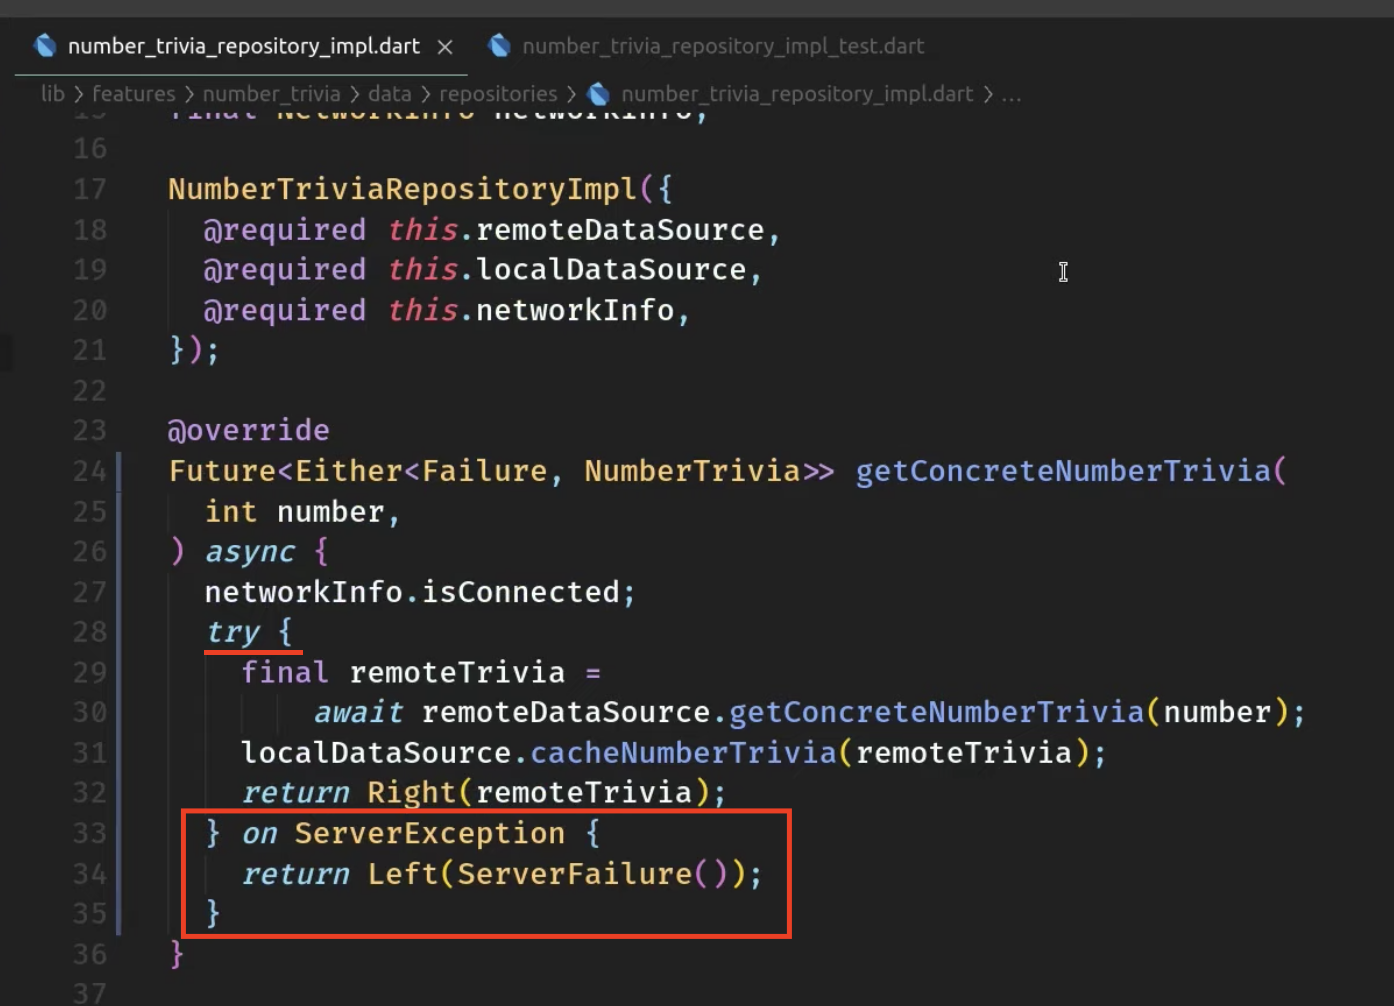 number_trivia_repository_impl.dart × number_trivia_repository_impl_test.dart
lib > features > number_trivia > data > repositories > number_trivia_repository_impl.dart > ...
15 final NetworkInfo networkInfo;
16
17 NumberTriviaRepositoryImpl({
18 @required this.remoteDataSource,
19 @required this.localDataSource,
20 @required this.networkInfo,
21 });
22
23 @override
24 Future<Either<Failure, NumberTrivia>> getConcreteNumberTrivia(
25 int number,
26 ) async {
27 networkInfo.isConnected;
28 try {
29 final remoteTrivia =
30 await remoteDataSource.getConcreteNumberTrivia(number);
31 localDataSource.cacheNumberTrivia(remoteTrivia);
32 return Right(remoteTrivia);
33 } on ServerException {
34 return Left(ServerFailure());
35 }
36 }
37